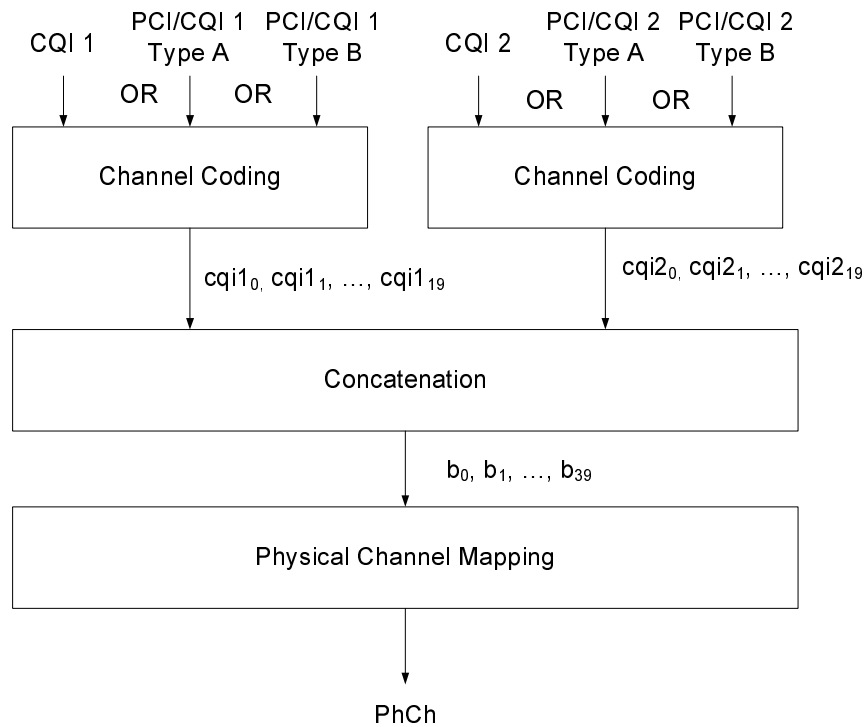 CQI 1
PCI/CQI 1
Type A
PCI/CQI 1
Type B
OR
OR
CQI 2
PCI/CQI 2
Type A
PCI/CQI 2
Type B
OR
OR
Channel Coding
Channel Coding
cqi1₀, cqi1₁, …, cqi1₁₉
cqi2₀, cqi2₁, …, cqi2₁₉
Concatenation
b₀, b₁, …, b₃₉
Physical Channel Mapping
PhCh